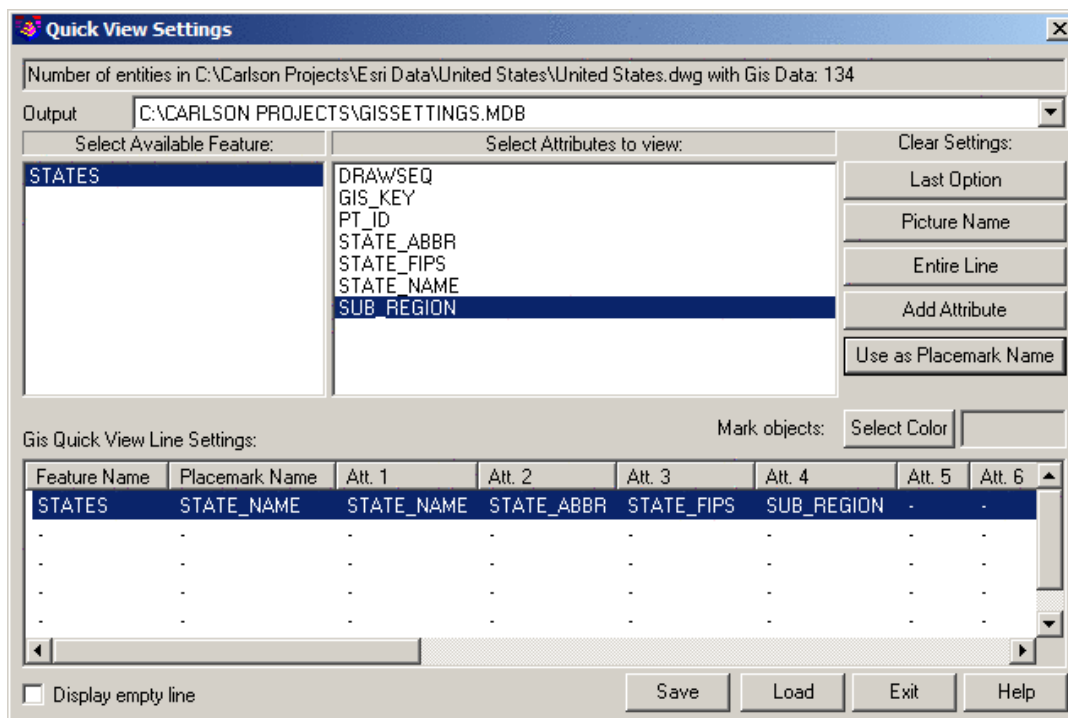 Quick View Settings
Number of entities in C:\Carlson Projects\Esri Data\United States\United States.dwg with Gis Data: 134
Output C:\CARLSON PROJECTS\GISSETTINGS.MDB
Select Available Feature: Select Attributes to view: Clear Settings:
STATES
DRAWSEQ
GIS_KEY
PT_ID
STATE_ABBR
STATE_FIPS
STATE_NAME
SUB_REGION
Last Option
Picture Name
Entire Line
Add Attribute
Use as Placemark Name
Gis Quick View Line Settings: Mark objects: Select Color
Feature Name Placemark Name Att. 1 Att. 2 Att. 3 Att. 4 Att. 5 Att. 6
STATES STATE_NAME STATE_NAME STATE_ABBR STATE_FIPS SUB_REGION - -
- - - - - - - -
- - - - - - - -
- - - - - - - -
- - - - - - - -
Display empty line Save Load Exit Help